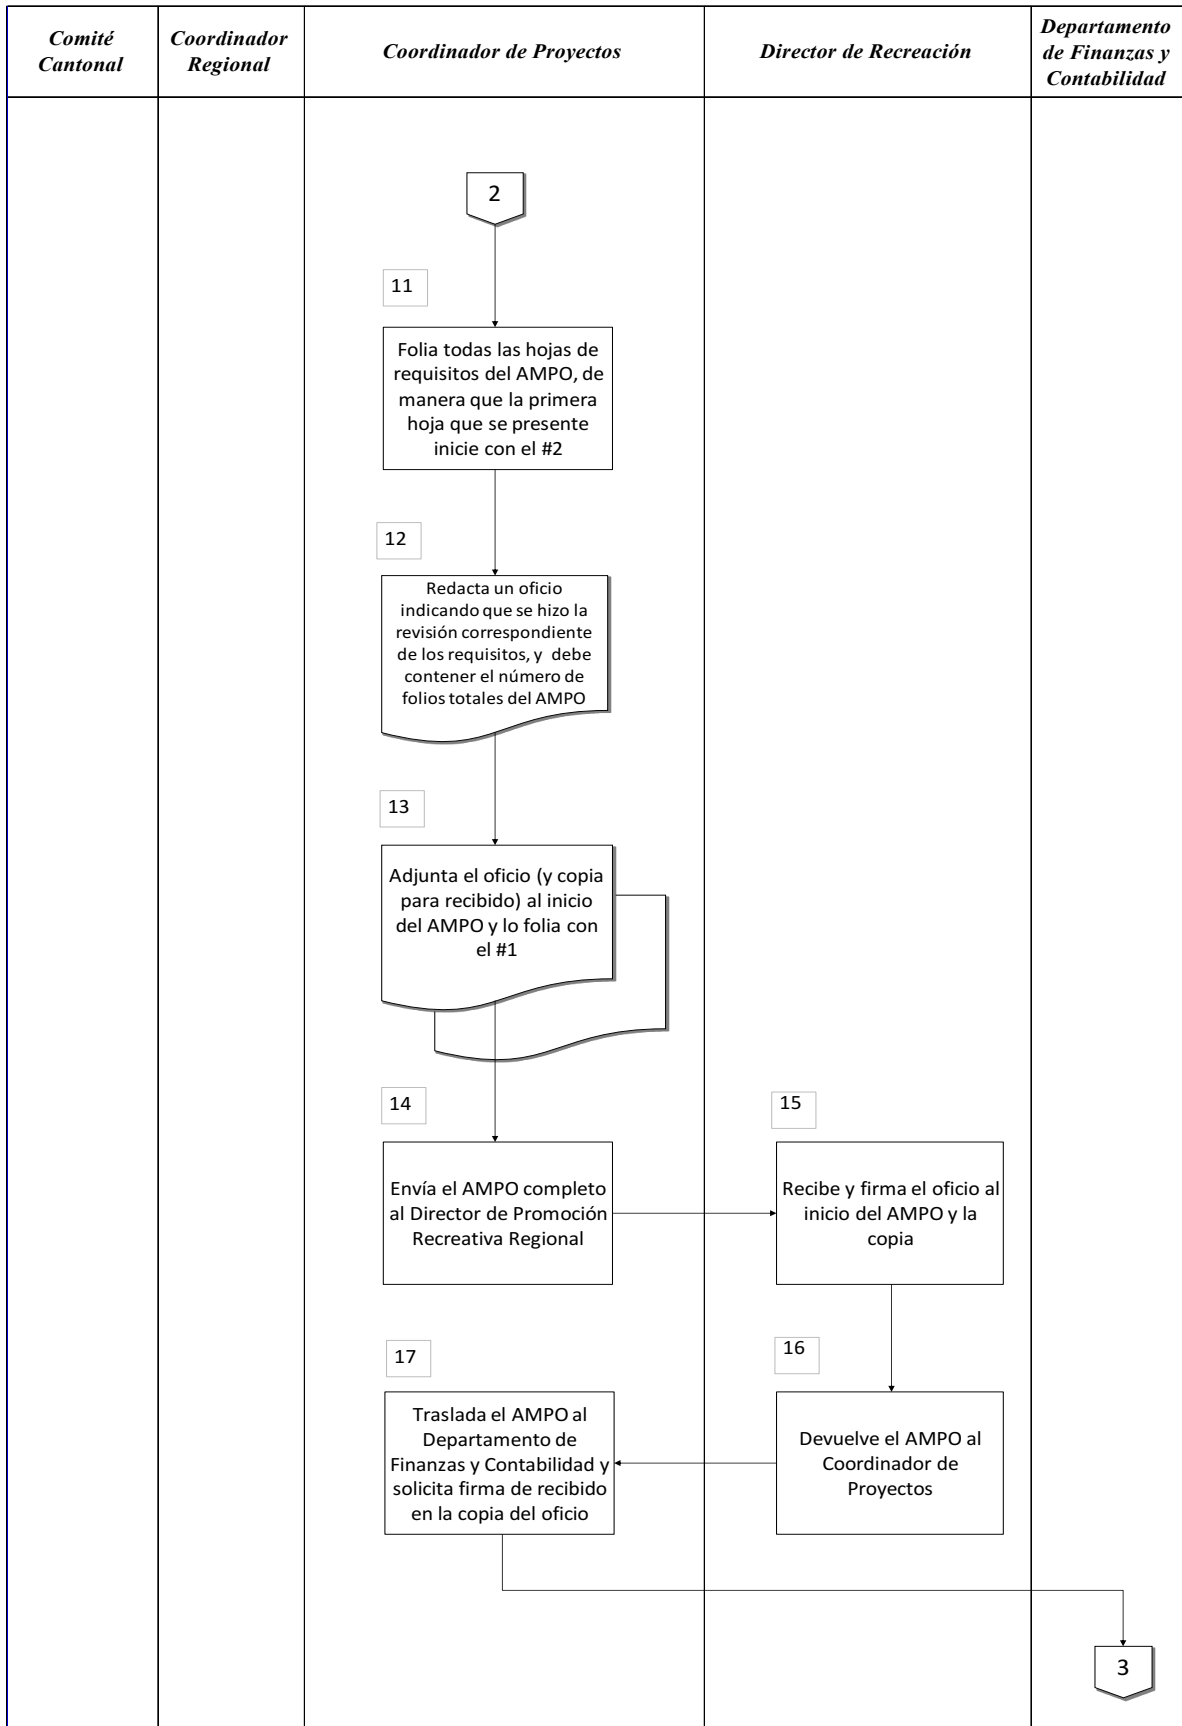 Comité
Cantonal
Coordinador
Regional
Coordinador de Proyectos
Director de Recreación
Departamento
de Finanzas y
Contabilidad
2
11
Folia todas las hojas de
requisitos del AMPO, de
manera que la primera
hoja que se presente
inicie con el #2
12
Redacta un oficio
indicando que se hizo la
revisión correspondiente
de los requisitos, y debe
contener el número de
folios totales del AMPO
13
Adjunta el oficio (y copia
para recibido) al inicio
del AMPO y lo folia con
el #1
14
Envía el AMPO completo
al Director de Promoción
Recreativa Regional
15
Recibe y firma el oficio al
inicio del AMPO y la
copia
16
Devuelve el AMPO al
Coordinador de
Proyectos
17
Traslada el AMPO al
Departamento de
Finanzas y Contabilidad y
solicita firma de recibido
en la copia del oficio
3